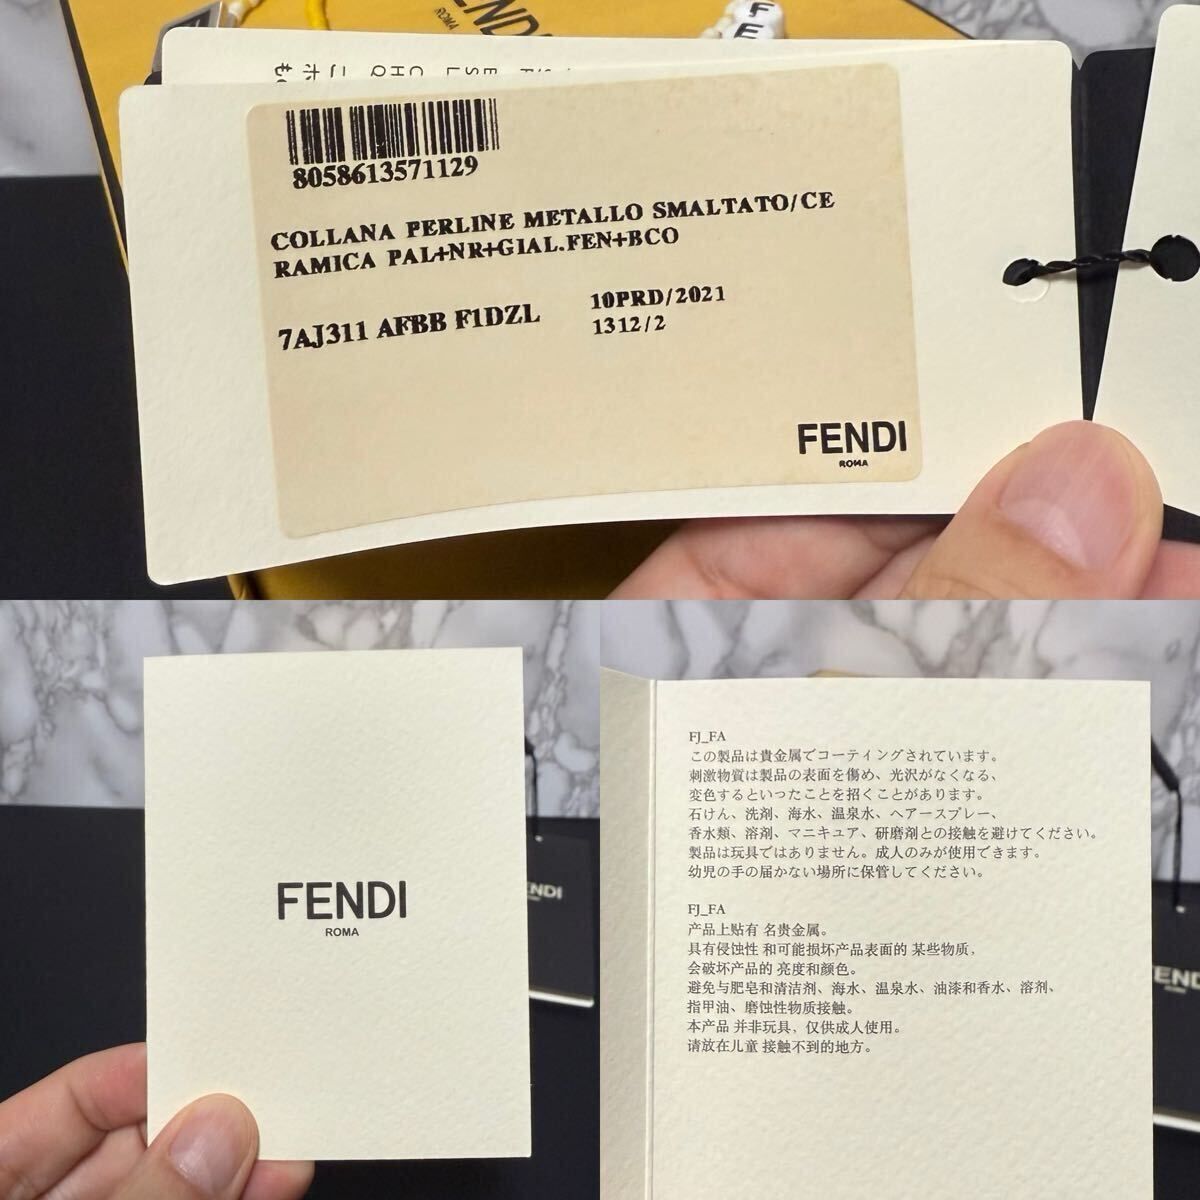 FENDI
ROMA
F
E
8058613571129
COLLANA PERLINE METALLO SMALTATO/CE
RAMICA PAL+NR+GIAL.FEN+BCO
7AJ311 AFBB F1DZL
10PRD/2021
1312/2
FENDI
ROMA
FENDI
ROMA
ENDI
FJ_FA
この製品は貴金属でコーティングされています。
刺激物質は製品の表面を傷め、光沢がなくなる、
変色するといったことを招くことがあります。
石けん、洗剤、海水、温泉水、ヘアースプレー、
香水類、溶剤、マニキュア、研磨剤との接触を避けてください。
製品は玩具ではありません。成人のみが使用できます。
幼児の手の届かない場所に保管してください。
FJ_FA
产品上贴有 名贵金属。
具有侵蚀性 和可能损坏产品表面的 某些物质，
会破坏产品的 亮度和颜色。
避免与肥皂和清洁剂、海水、温泉水、油漆和香水、溶剂、
指甲油、磨蚀性物质接触。
本产品 并非玩具，仅供成人使用。
请放在儿童 接触不到的地方。
EN